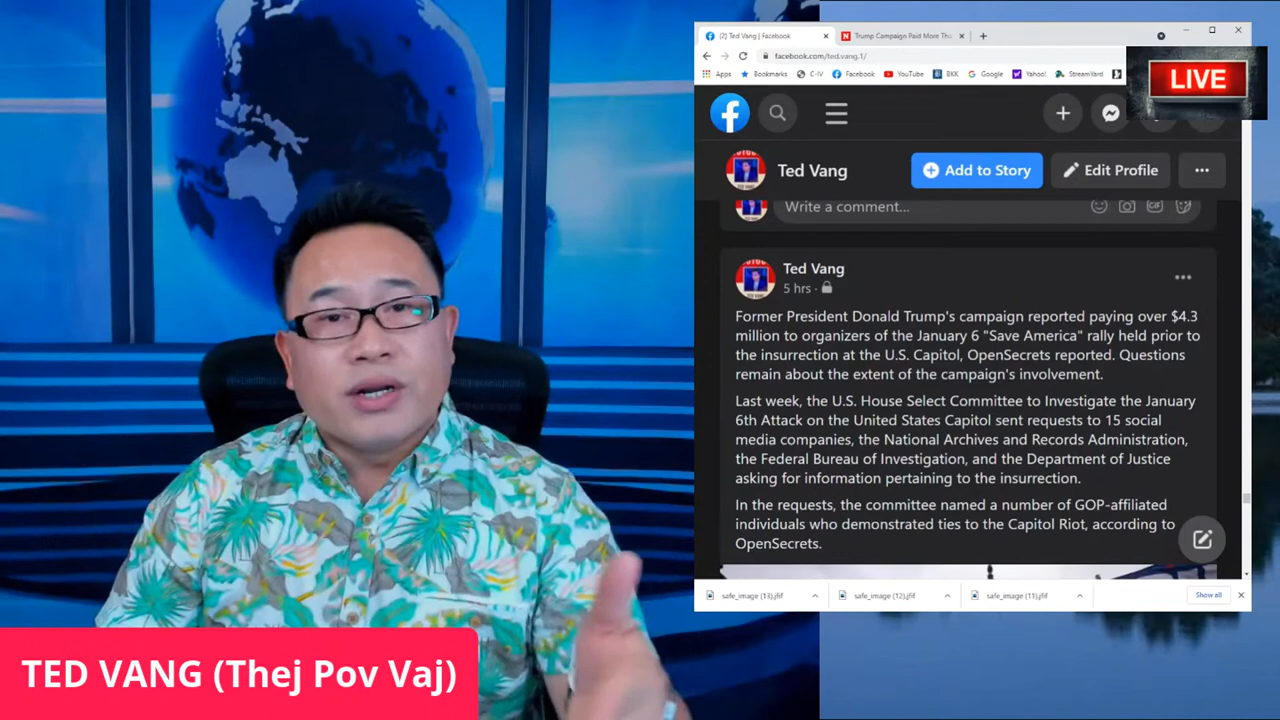 (2) Ted Vang | Facebook
Trump Campaign Paid More Tha
facebook.com/ted.vang.1/
Apps Bookmarks C-IV Facebook YouTube BKK Google Yahoo! StreamYard
LIVE
Ted Vang
Add to Story
Edit Profile
Write a comment...
Ted Vang
5 hrs ·
Former President Donald Trump's campaign reported paying over $4.3
million to organizers of the January 6 "Save America" rally held prior to
the insurrection at the U.S. Capitol, OpenSecrets reported. Questions
remain about the extent of the campaign's involvement.
Last week, the U.S. House Select Committee to Investigate the January
6th Attack on the United States Capitol sent requests to 15 social
media companies, the National Archives and Records Administration,
the Federal Bureau of Investigation, and the Department of Justice
asking for information pertaining to the insurrection.
In the requests, the committee named a number of GOP-affiliated
individuals who demonstrated ties to the Capitol Riot, according to
OpenSecrets.
safe_image (13).jfif
safe_image (12).jfif
safe_image (11).jfif
Show all
TED VANG (Thej Pov Vaj)